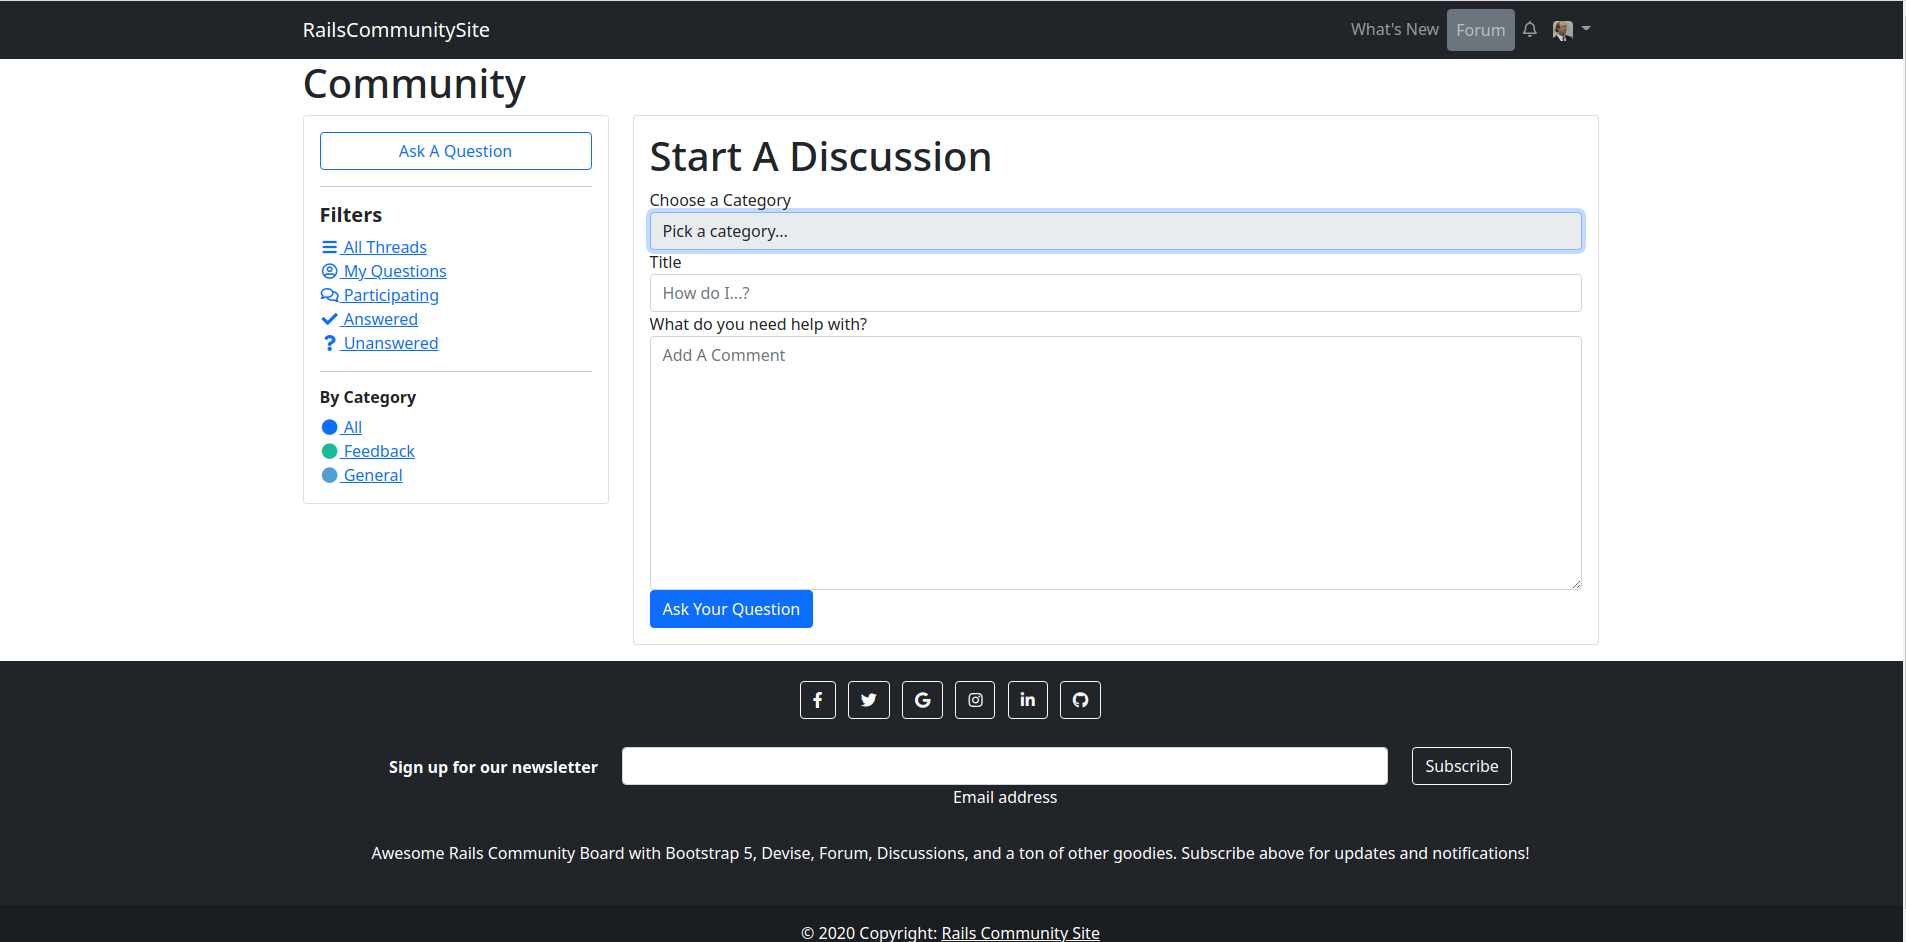 RailsCommunitySite
What's New Forum
Community
Ask A Question
Filters
All Threads
My Questions
Participating
Answered
Unanswered
By Category
All
Feedback
General
Start A Discussion
Choose a Category
Pick a category...
Title
How do I...?
What do you need help with?
Add A Comment
Ask Your Question
Sign up for our newsletter
Subscribe
Email address
Awesome Rails Community Board with Bootstrap 5, Devise, Forum, Discussions, and a ton of other goodies. Subscribe above for updates and notifications!
© 2020 Copyright: Rails Community Site